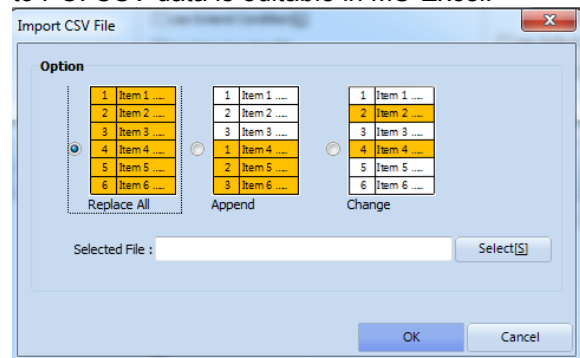 Import CSV File
Option
1 Item 1 ....
2 Item 2 ....
3 Item 3 ....
4 Item 4 ....
5 Item 5 ....
6 Item 6 ....
Replace All
1 Item 1 ....
2 Item 2 ....
3 Item 3 ....
1 Item 4 ....
2 Item 5 ....
3 Item 6 ....
Append
1 Item 1 ....
2 Item 2 ....
3 Item 3 ....
4 Item 4 ....
5 Item 5 ....
6 Item 6 ....
Change
Selected File :
Select[S]
OK
Cancel